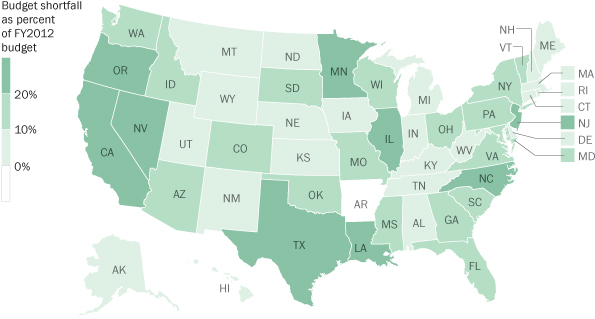 Budget shortfall
as percent
of FY2012
budget
20%
10%
0%
WA
OR
CA
NV
ID
MT
WY
UT
AZ
CO
NM
ND
SD
NE
KS
OK
TX
MN
IA
MO
AR
LA
WI
IL
MI
IN
OH
KY
TN
MS
AL
GA
FL
SC
NC
VA
WV
PA
NY
VT
NH
ME
MA
RI
CT
NJ
DE
MD
AK
HI